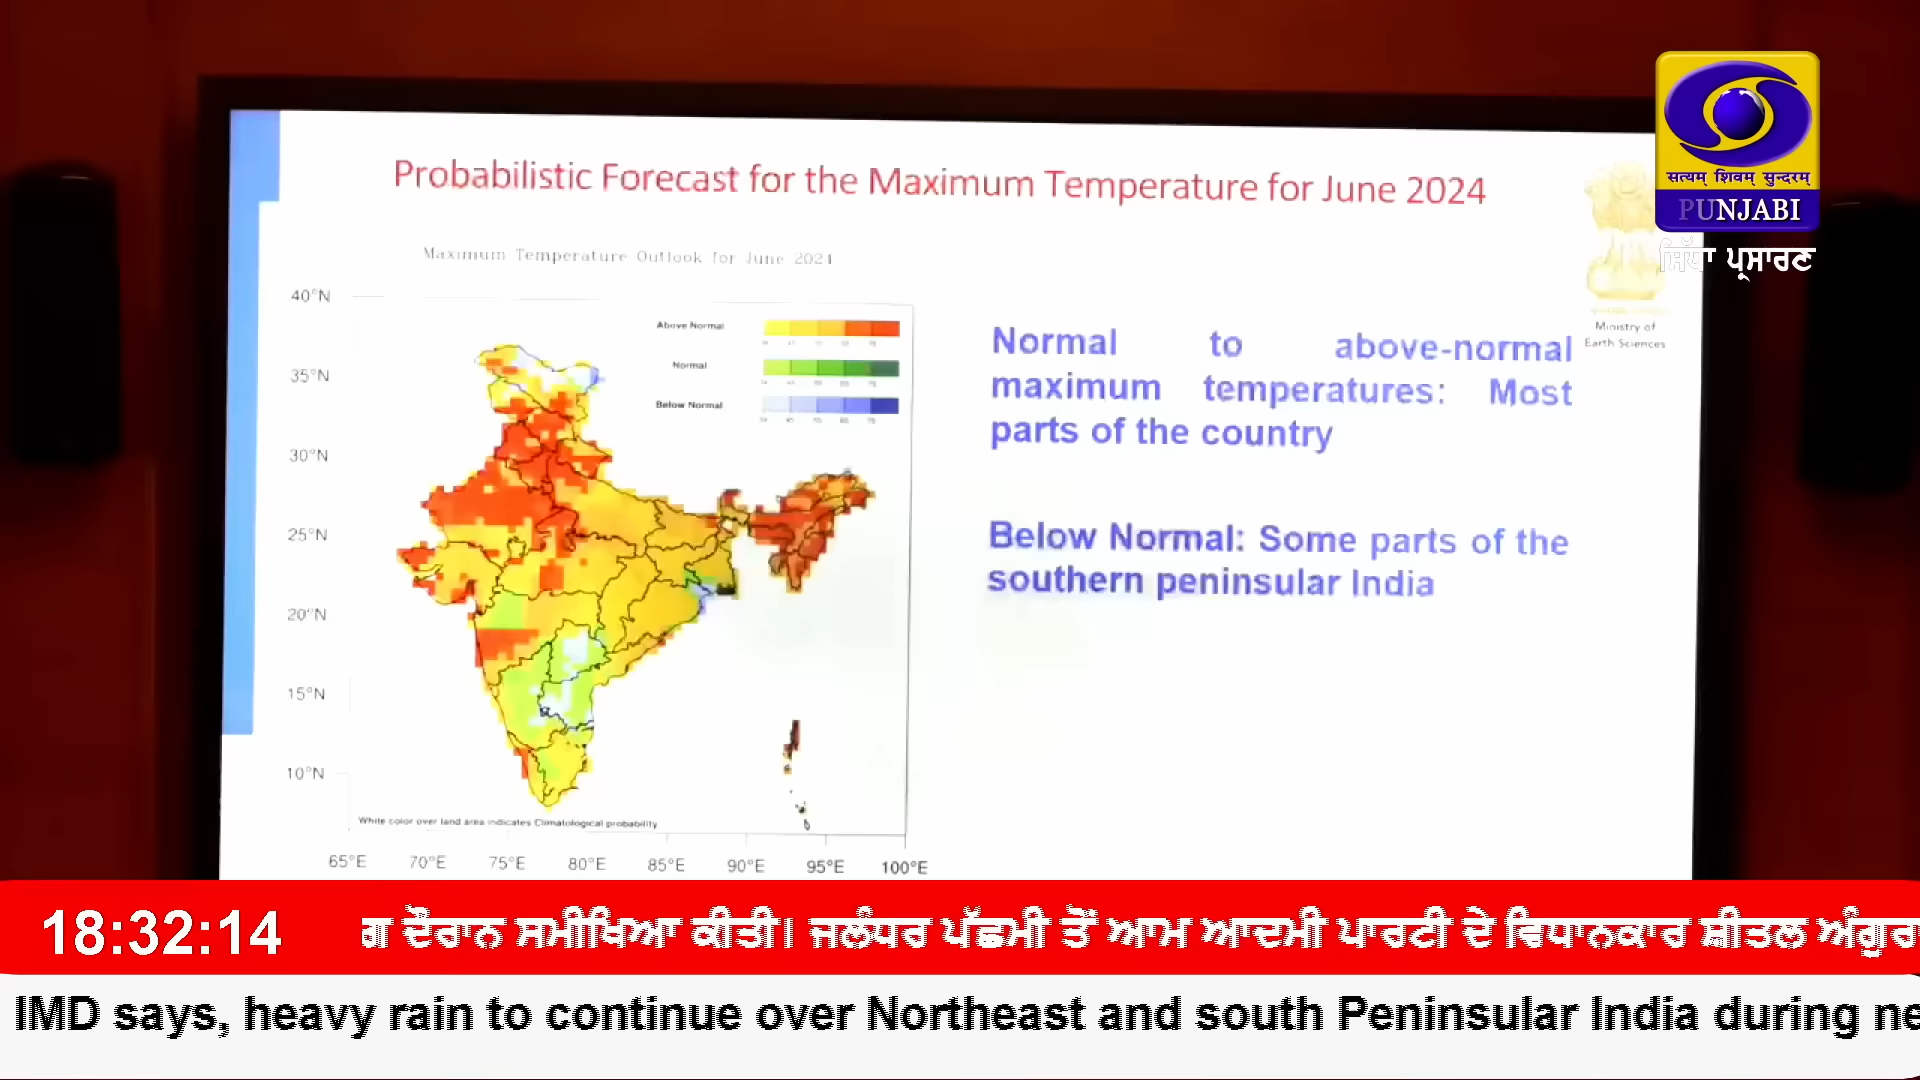 Probabilistic Forecast for the Maximum Temperature for June 2024
सत्यम् शिवम् सुन्दरम्
PUNJABI
ਸਿੱਧਾ ਪ੍ਰਸਾਰਣ
Ministry of
Earth Sciences
Maximum Temperature Outlook for June 2024
40°N
35°N
30°N
25°N
20°N
15°N
10°N
Above Normal
Normal
Below Normal
White color over land area indicates Climatological probability
65°E 70°E 75°E 80°E 85°E 90°E 95°E 100°E
Normal to above-normal
maximum temperatures: Most
parts of the country
Below Normal: Some parts of the
southern peninsular India
18:32:14
ਗ ਦੌਰਾਨ ਸਮੀਖਿਆ ਕੀਤੀ। ਜਲੰਧਰ ਪੱਛਮੀ ਤੋਂ ਆਮ ਆਦਮੀ ਪਾਰਟੀ ਦੇ ਵਿਧਾਨਕਾਰ ਸ਼ੀਤਲ ਅੰਗੁਰਾ
IMD says, heavy rain to continue over Northeast and south Peninsular India during ne